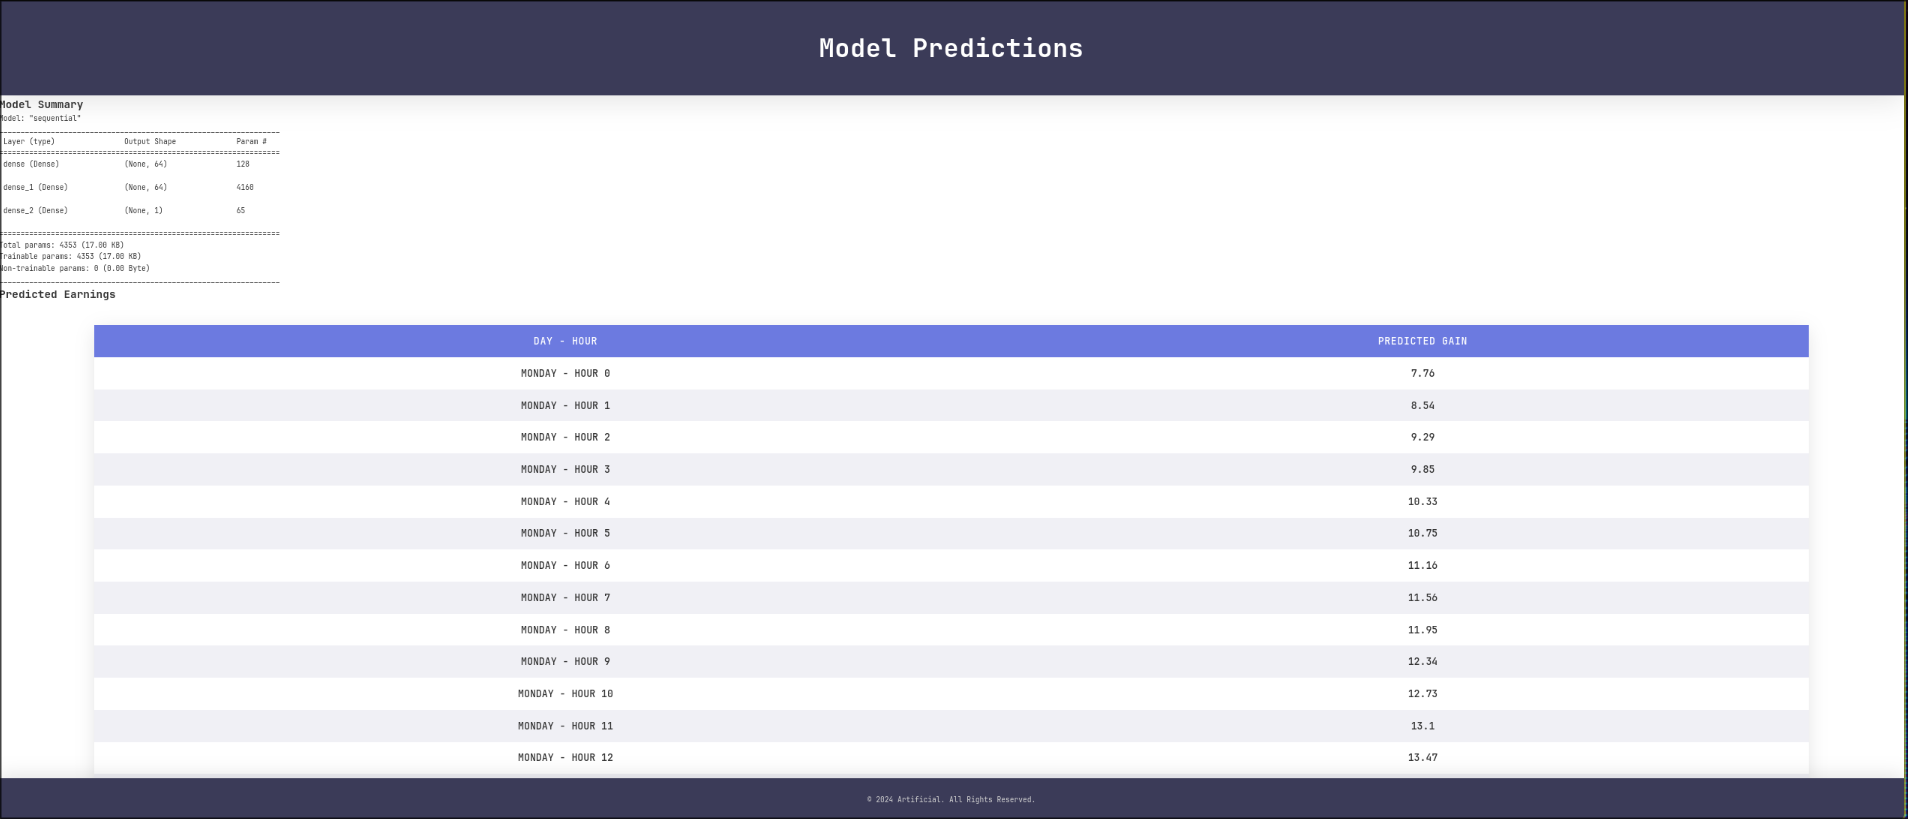 Model Predictions
Model Summary
Model: "sequential"
_________________________________________________________________
Layer (type) Output Shape Param #
=================================================================
dense (Dense) (None, 64) 128
dense_1 (Dense) (None, 64) 4160
dense_2 (Dense) (None, 1) 65
=================================================================
Total params: 4353 (17.00 KB)
Trainable params: 4353 (17.00 KB)
Non-trainable params: 0 (0.00 Byte)
_________________________________________________________________
Predicted Earnings
DAY - HOUR PREDICTED GAIN
MONDAY - HOUR 0 7.76
MONDAY - HOUR 1 8.54
MONDAY - HOUR 2 9.29
MONDAY - HOUR 3 9.85
MONDAY - HOUR 4 10.33
MONDAY - HOUR 5 10.75
MONDAY - HOUR 6 11.16
MONDAY - HOUR 7 11.56
MONDAY - HOUR 8 11.95
MONDAY - HOUR 9 12.34
MONDAY - HOUR 10 12.73
MONDAY - HOUR 11 13.1
MONDAY - HOUR 12 13.47
© 2024 Artificial. All Rights Reserved.